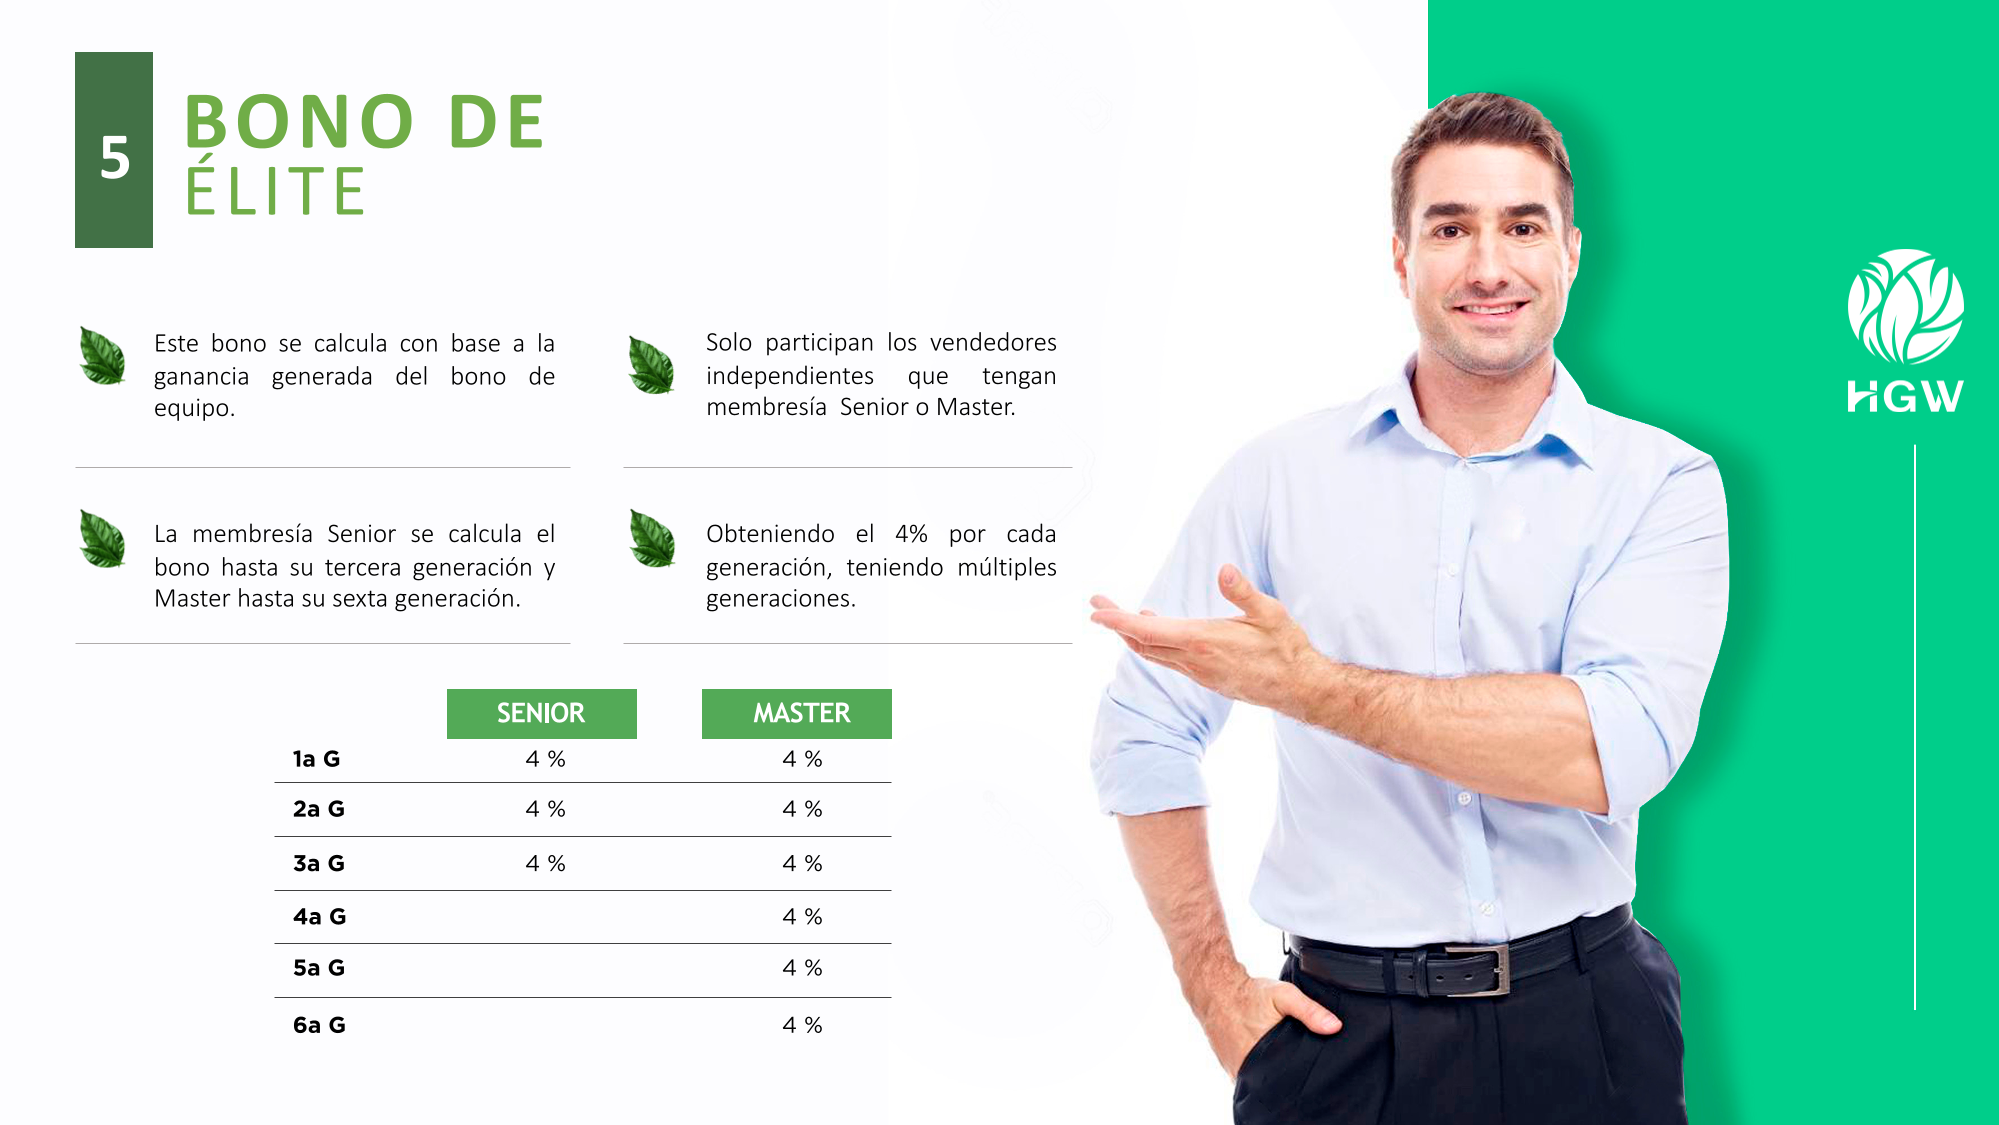 5
BONO DE
ÉLITE
Este bono se calcula con base a la
ganancia generada del bono de
equipo.
Solo participan los vendedores
independientes que tengan
membresía Senior o Master.
La membresía Senior se calcula el
bono hasta su tercera generación y
Master hasta su sexta generación.
Obteniendo el 4% por cada
generación, teniendo múltiples
generaciones.
SENIOR MASTER
1a G 4 % 4 %
2a G 4 % 4 %
3a G 4 % 4 %
4a G 4 %
5a G 4 %
6a G 4 %
HGW